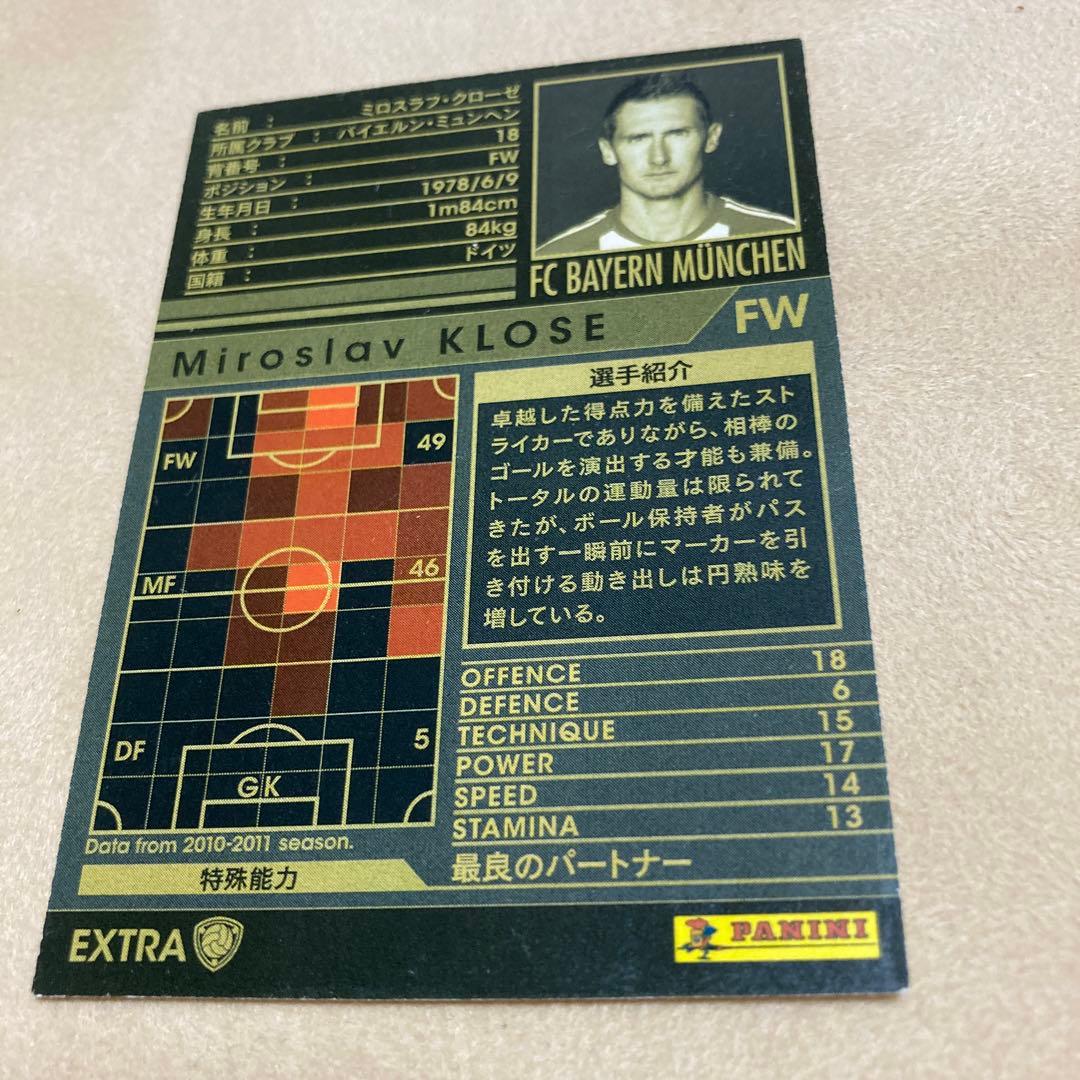 名前 : ミロスラフ・クローゼ
所属クラブ : バイエルン・ミュンヘン
背番号 : 18
ポジション : FW
生年月日 : 1978/6/9
身長 : 1m84cm
体重 : 84kg
国籍 : ドイツ
FC BAYERN MÜNCHEN
Miroslav KLOSE
FW
FW 49
MF 46
DF 5
GK
Data from 2010-2011 season.
選手紹介
卓越した得点力を備えたスト
ライカーでありながら、相棒の
ゴールを演出する才能も兼備。
トータルの運動量は限られて
きたが、ボール保持者がパス
を出す一瞬前にマーカーを引
き付ける動き出しは円熟味を
増している。
OFFENCE 18
DEFENCE 6
TECHNIQUE 15
POWER 17
SPEED 14
STAMINA 13
特殊能力 最良のパートナー
EXTRA
PANINI